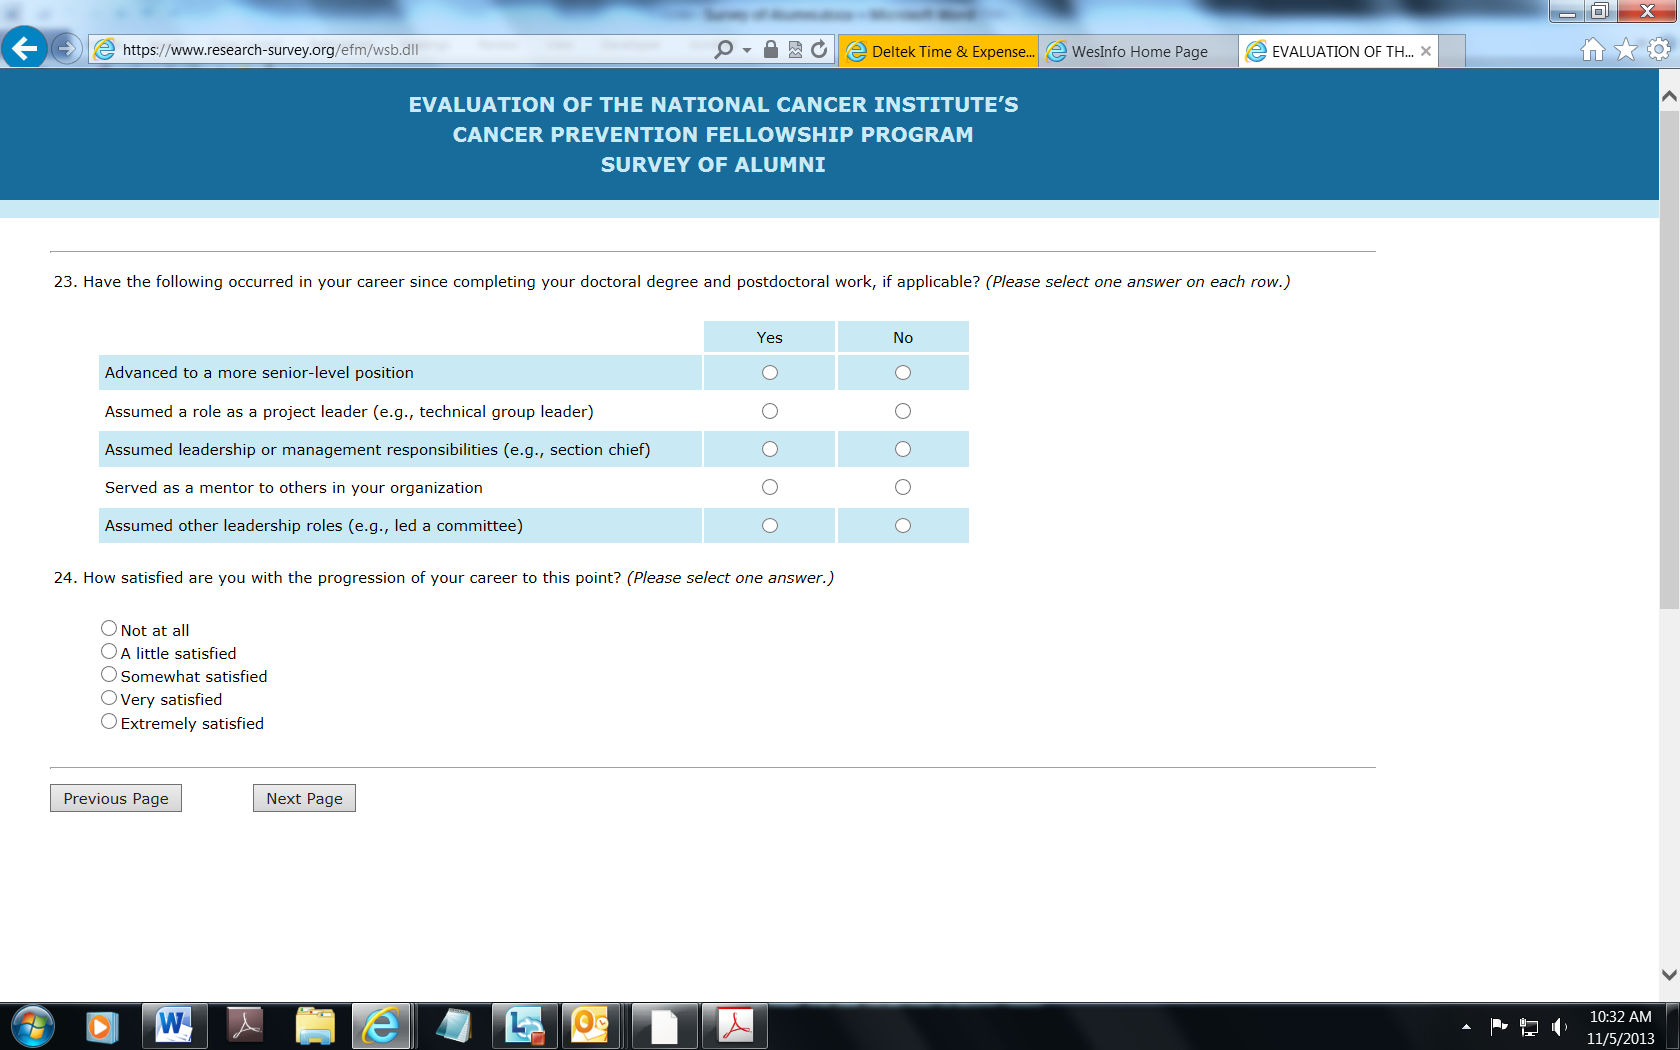 https://www.research-survey.org/efm/wsb.dll
Deltek Time & Expense...
WesInfo Home Page
EVALUATION OF TH...
EVALUATION OF THE NATIONAL CANCER INSTITUTE’S
CANCER PREVENTION FELLOWSHIP PROGRAM
SURVEY OF ALUMNI
23. Have the following occurred in your career since completing your doctoral degree and postdoctoral work, if applicable? (Please select one answer on each row.)
Yes No
Advanced to a more senior-level position
Assumed a role as a project leader (e.g., technical group leader)
Assumed leadership or management responsibilities (e.g., section chief)
Served as a mentor to others in your organization
Assumed other leadership roles (e.g., led a committee)
24. How satisfied are you with the progression of your career to this point? (Please select one answer.)
Not at all
A little satisfied
Somewhat satisfied
Very satisfied
Extremely satisfied
Previous Page Next Page
10:32 AM
11/5/2013